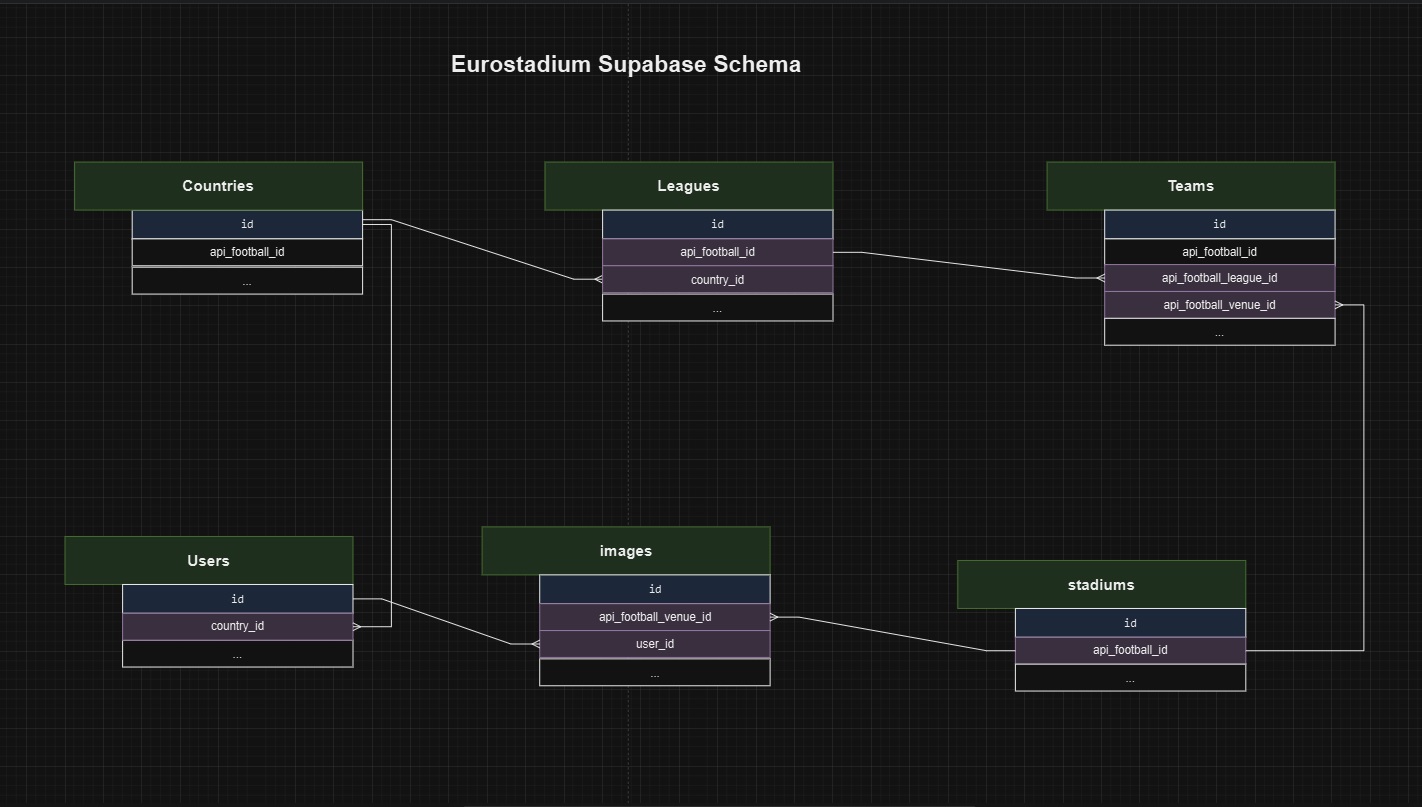 Eurostadium Supabase Schema
Countries
id
api_football_id
...
Leagues
id
api_football_id
country_id
...
Teams
id
api_football_id
api_football_league_id
api_football_venue_id
...
Users
id
country_id
...
images
id
api_football_venue_id
user_id
...
stadiums
id
api_football_id
...